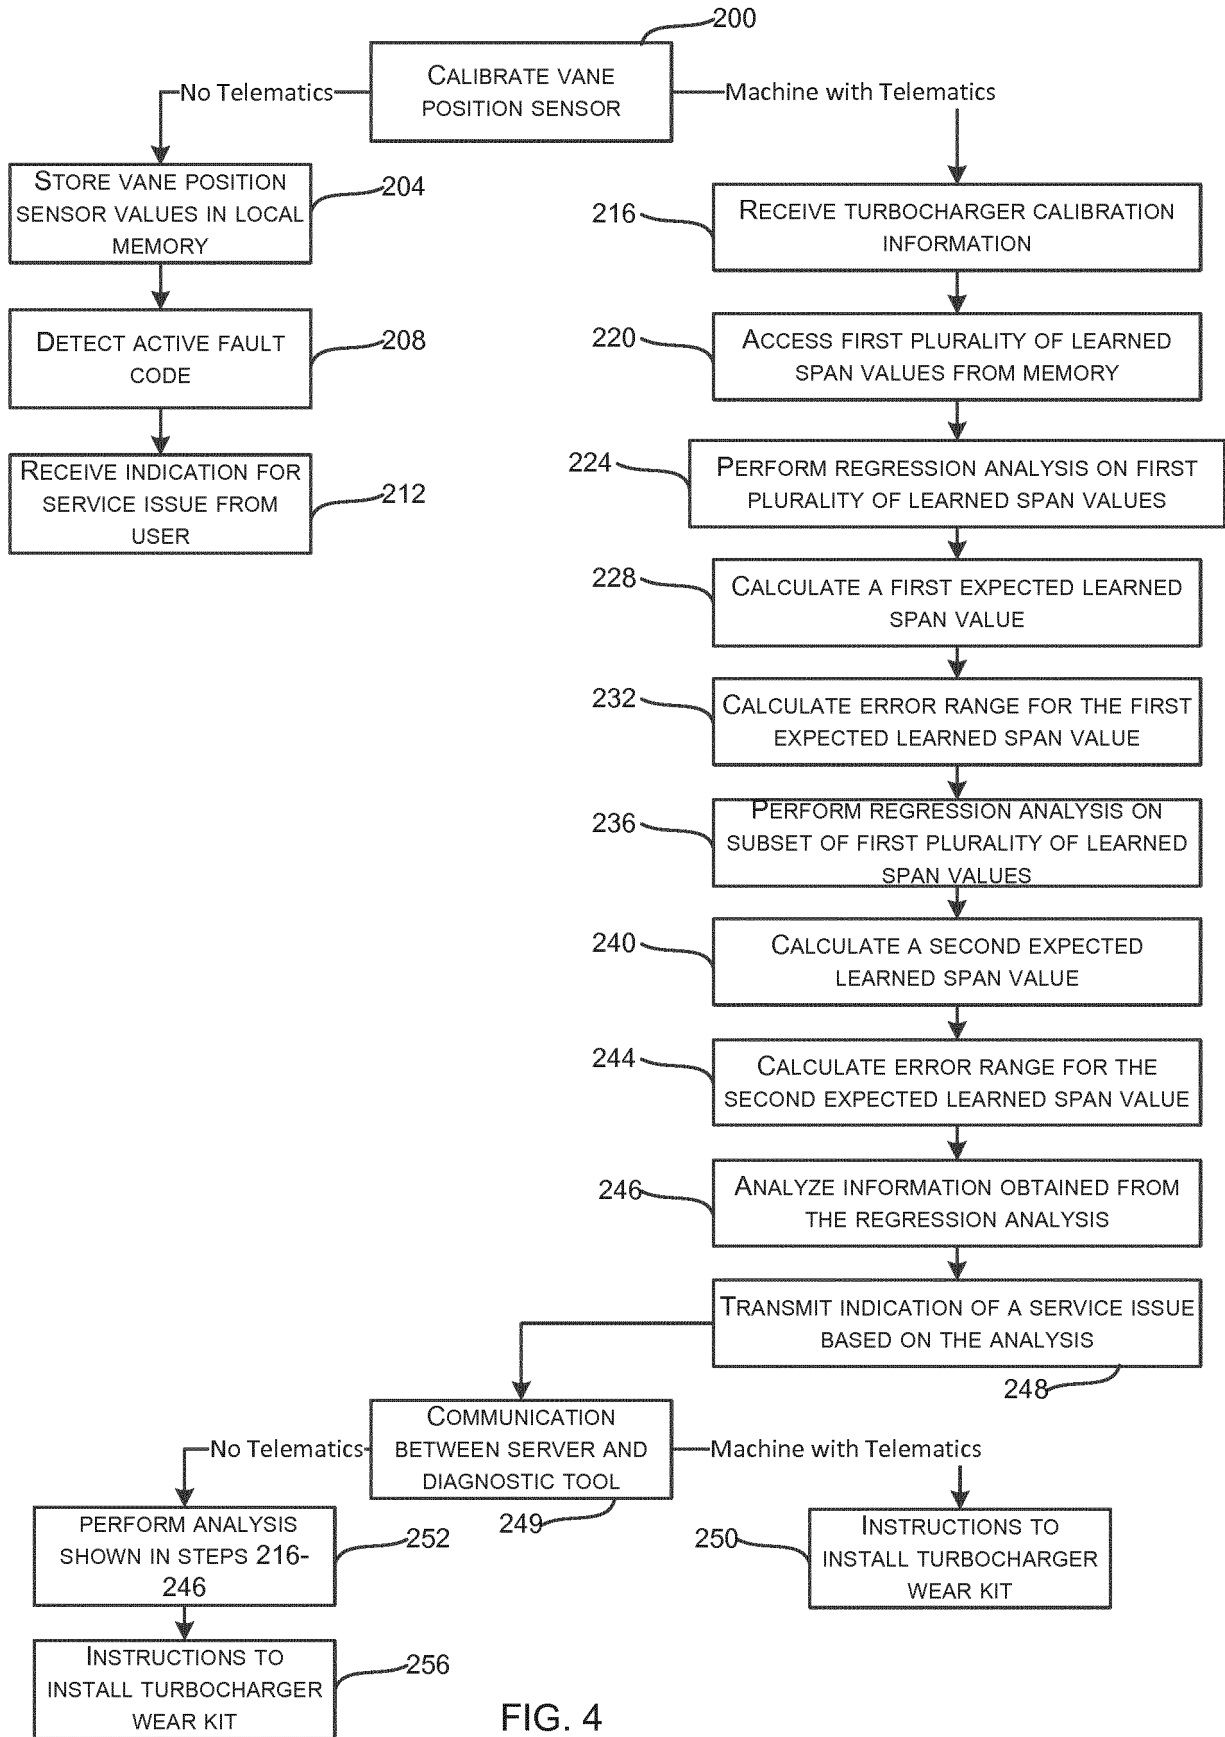 200
CALIBRATE VANE
POSITION SENSOR
No Telematics
Machine with Telematics
STORE VANE POSITION
SENSOR VALUES IN LOCAL
MEMORY
204
DETECT ACTIVE FAULT
CODE
208
RECEIVE INDICATION FOR
SERVICE ISSUE FROM
USER
212
216
RECEIVE TURBOCHARGER CALIBRATION
INFORMATION
220
ACCESS FIRST PLURALITY OF LEARNED
SPAN VALUES FROM MEMORY
224
PERFORM REGRESSION ANALYSIS ON FIRST
PLURALITY OF LEARNED SPAN VALUES
228
CALCULATE A FIRST EXPECTED LEARNED
SPAN VALUE
232
CALCULATE ERROR RANGE FOR THE FIRST
EXPECTED LEARNED SPAN VALUE
236
PERFORM REGRESSION ANALYSIS ON
SUBSET OF FIRST PLURALITY OF LEARNED
SPAN VALUES
240
CALCULATE A SECOND EXPECTED
LEARNED SPAN VALUE
244
CALCULATE ERROR RANGE FOR THE
SECOND EXPECTED LEARNED SPAN VALUE
246
ANALYZE INFORMATION OBTAINED FROM
THE REGRESSION ANALYSIS
TRANSMIT INDICATION OF A SERVICE ISSUE
BASED ON THE ANALYSIS
248
COMMUNICATION
BETWEEN SERVER AND
DIAGNOSTIC TOOL
249
No Telematics
Machine with Telematics
PERFORM ANALYSIS
SHOWN IN STEPS 216-
246
252
250
INSTRUCTIONS TO
INSTALL TURBOCHARGER
WEAR KIT
INSTRUCTIONS TO
INSTALL TURBOCHARGER
WEAR KIT
256
FIG. 4